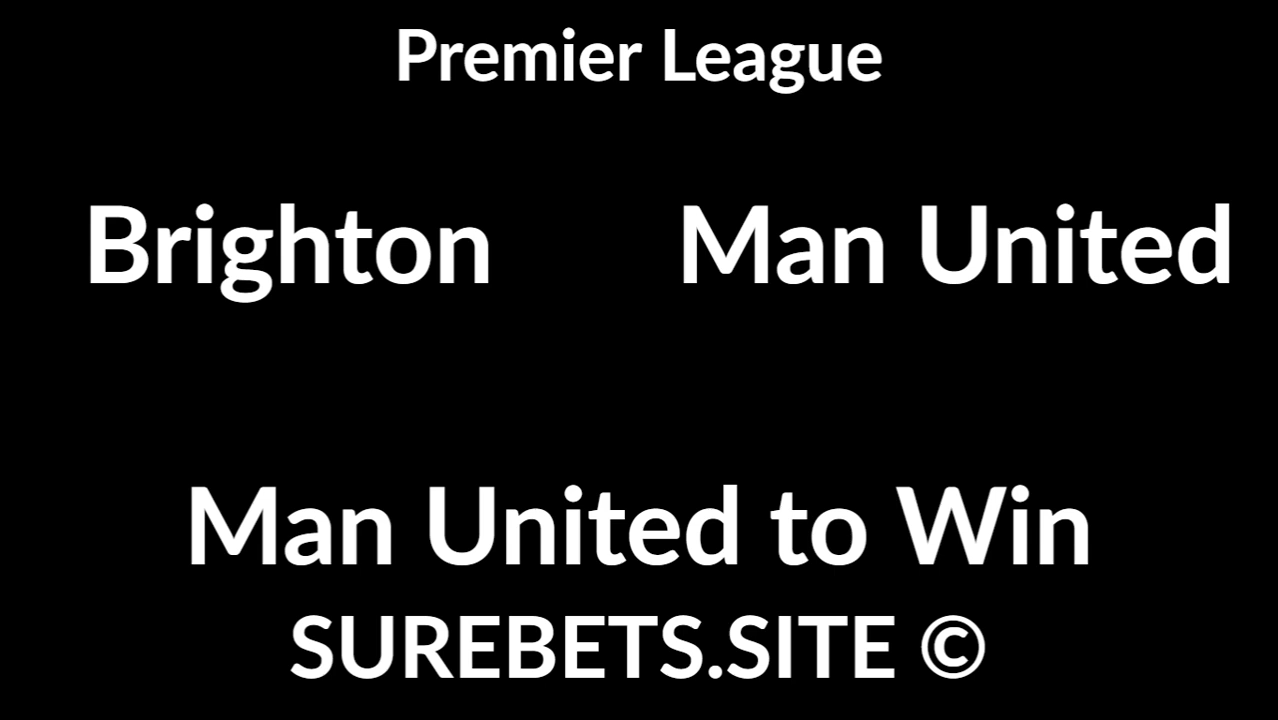 Premier League
Brighton Man United
Man United to Win
SUREBETS.SITE ©